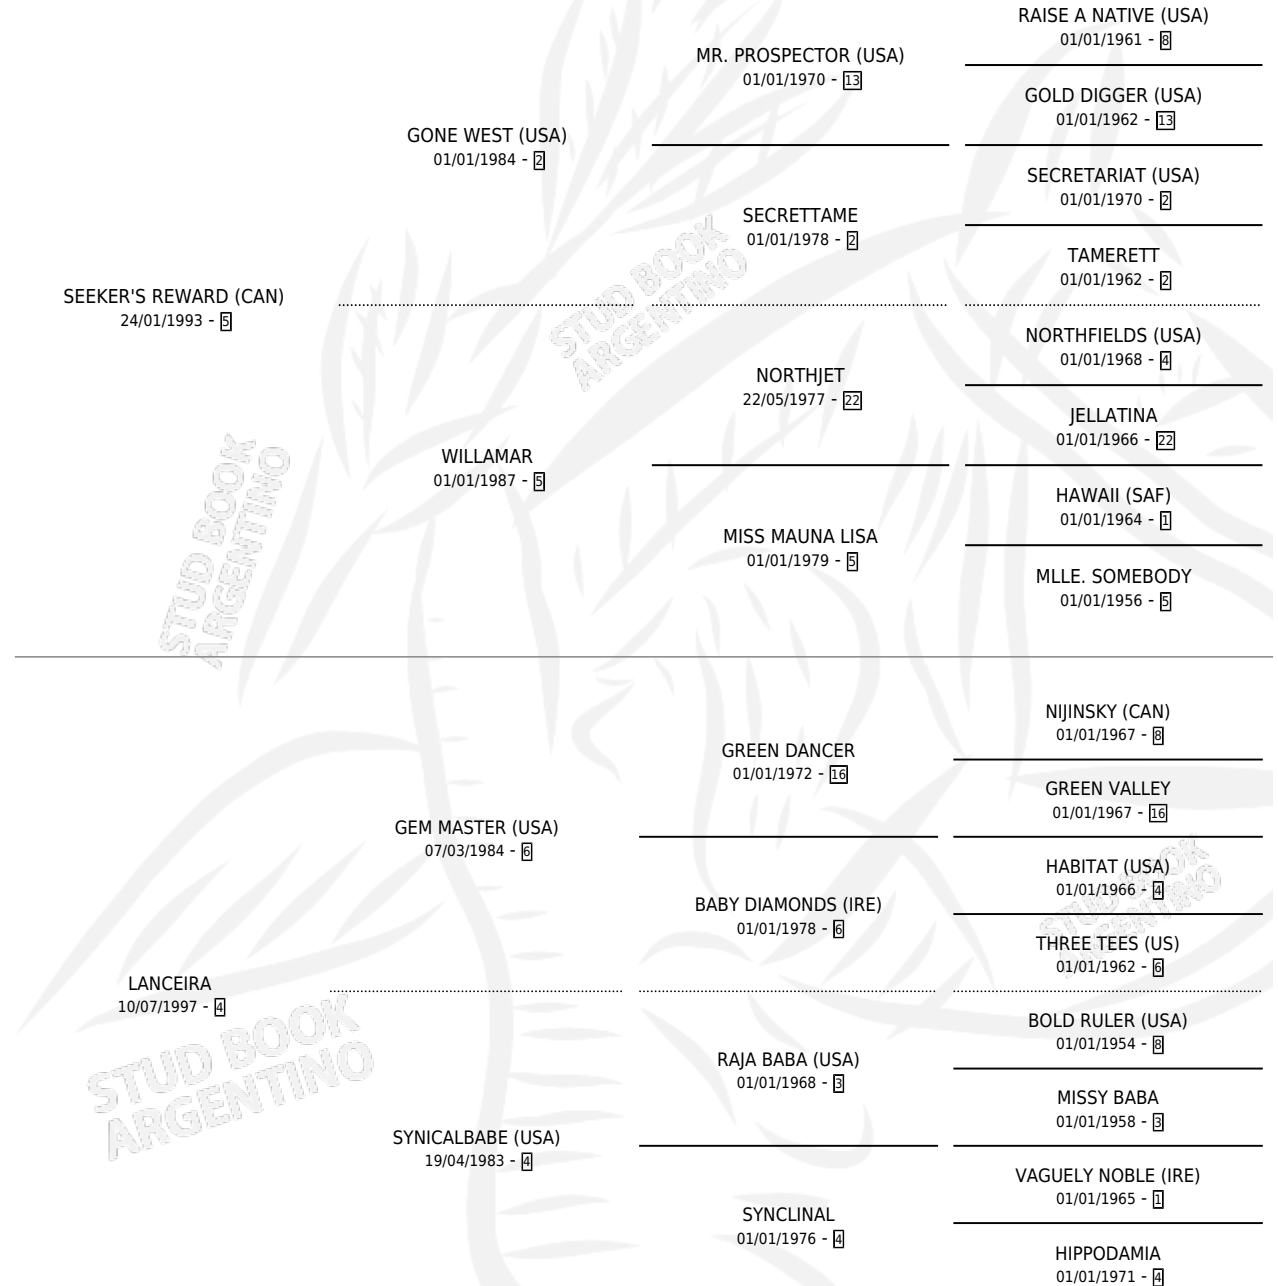 RAISE A NATIVE (USA)
01/01/1961 - 8
MR. PROSPECTOR (USA)
01/01/1970 - 13
GOLD DIGGER (USA)
01/01/1962 - 13
GONE WEST (USA)
01/01/1984 - 2
SECRETARIAT (USA)
01/01/1970 - 2
SECRETTAME
01/01/1978 - 2
TAMERETT
01/01/1962 - 2
SEEKER'S REWARD (CAN)
24/01/1993 - 5
NORTHFIELDS (USA)
01/01/1968 - 4
NORTHJET
22/05/1977 - 22
JELLATINA
01/01/1966 - 22
WILLAMAR
01/01/1987 - 5
HAWAII (SAF)
01/01/1964 - 1
MISS MAUNA LISA
01/01/1979 - 5
MLLE. SOMEBODY
01/01/1956 - 5
STUD BOOK
ARGENTINO
STUD BOOK
ARGENTINO
NIJINSKY (CAN)
01/01/1967 - 8
GREEN DANCER
01/01/1972 - 16
GREEN VALLEY
01/01/1967 - 16
GEM MASTER (USA)
07/03/1984 - 6
HABITAT (USA)
01/01/1966 - 4
BABY DIAMONDS (IRE)
01/01/1978 - 6
THREE TEES (US)
01/01/1962 - 6
STUD BOOK
ARGENTINO
LANCEIRA
10/07/1997 - 4
BOLD RULER (USA)
01/01/1954 - 8
RAJA BABA (USA)
01/01/1968 - 3
MISSY BABA
01/01/1958 - 3
STUD BOOK
ARGENTINO
SYNICALBABE (USA)
19/04/1983 - 4
VAGUELY NOBLE (IRE)
01/01/1965 - 1
SYNCLINAL
01/01/1976 - 4
HIPPODAMIA
01/01/1971 - 4